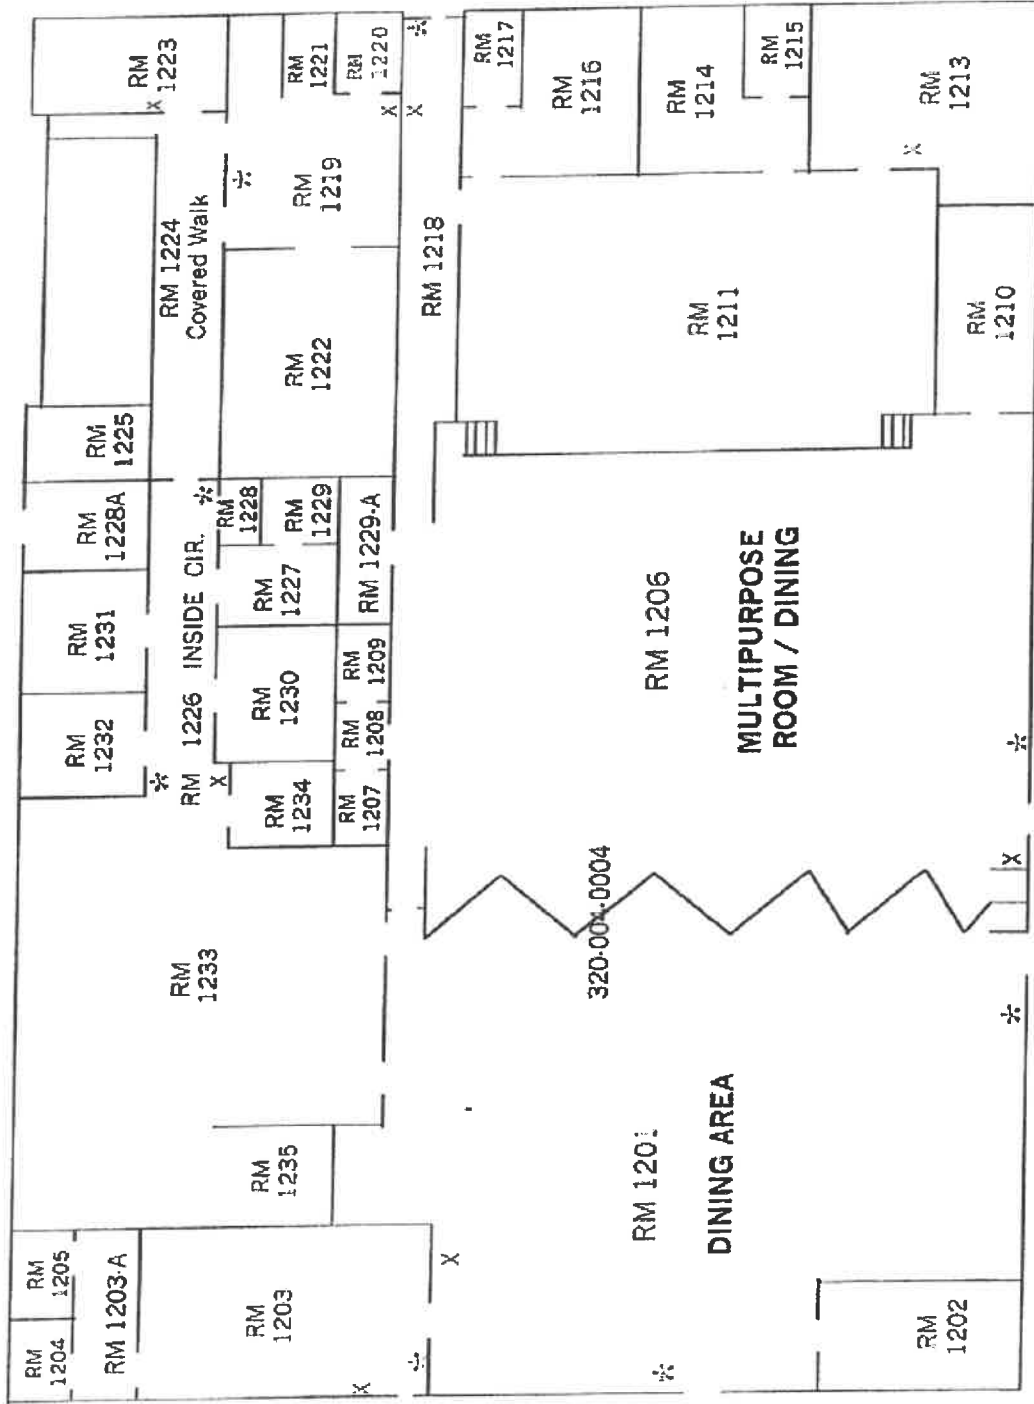 RM
1204
RM
1205
RM 1203-A
RM
1203
RM
1235
RM
1233
RM
1232
RM
1231
RM
1228A
RM
1225
RM 1224
Covered Walk
RM
1223
RM 1226 INSIDE CIR.
RM
1234
RM
1230
RM
1227
RM
1228
RM
1229
RM 1229-A
RM
1207
RM
1208
RM
1209
RM
1222
RM
1219
RM
1221
RM
1220
RM 1218
RM
1217
RM
1216
RM
1214
RM
1215
RM
1213
RM
1211
RM
1210
RM 1206
MULTIPURPOSE
ROOM / DINING
320-004-0004
RM 1201
DINING AREA
RM
1202
X
X
X
X
X
X
X
X